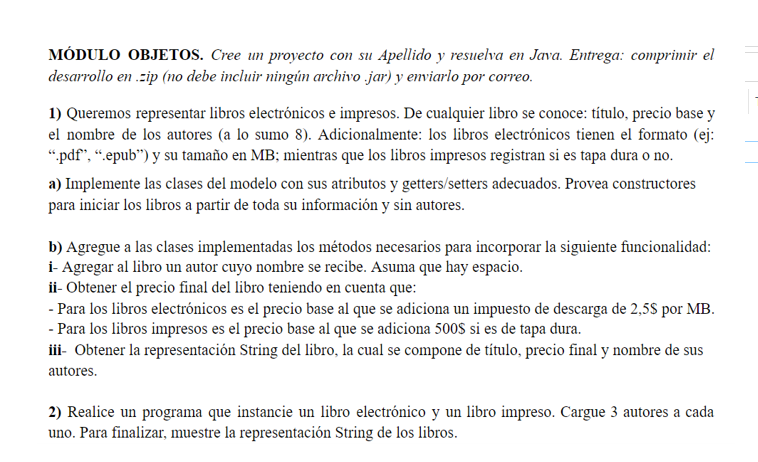 MÓDULO OBJETOS. Cree un proyecto con su Apellido y resuelva en Java. Entrega: comprimir el
desarrollo en .zip (no debe incluir ningún archivo .jar) y enviarlo por correo.
1) Queremos representar libros electrónicos e impresos. De cualquier libro se conoce: título, precio base y
el nombre de los autores (a lo sumo 8). Adicionalmente: los libros electrónicos tienen el formato (ej:
“.pdf”, “.epub”) y su tamaño en MB; mientras que los libros impresos registran si es tapa dura o no.
a) Implemente las clases del modelo con sus atributos y getters/setters adecuados. Provea constructores
para iniciar los libros a partir de toda su información y sin autores.
b) Agregue a las clases implementadas los métodos necesarios para incorporar la siguiente funcionalidad:
i- Agregar al libro un autor cuyo nombre se recibe. Asuma que hay espacio.
ii- Obtener el precio final del libro teniendo en cuenta que:
- Para los libros electrónicos es el precio base al que se adiciona un impuesto de descarga de 2,5$ por MB.
- Para los libros impresos es el precio base al que se adiciona 500$ si es de tapa dura.
iii- Obtener la representación String del libro, la cual se compone de título, precio final y nombre de sus
autores.
2) Realice un programa que instancie un libro electrónico y un libro impreso. Cargue 3 autores a cada
uno. Para finalizar, muestre la representación String de los libros.